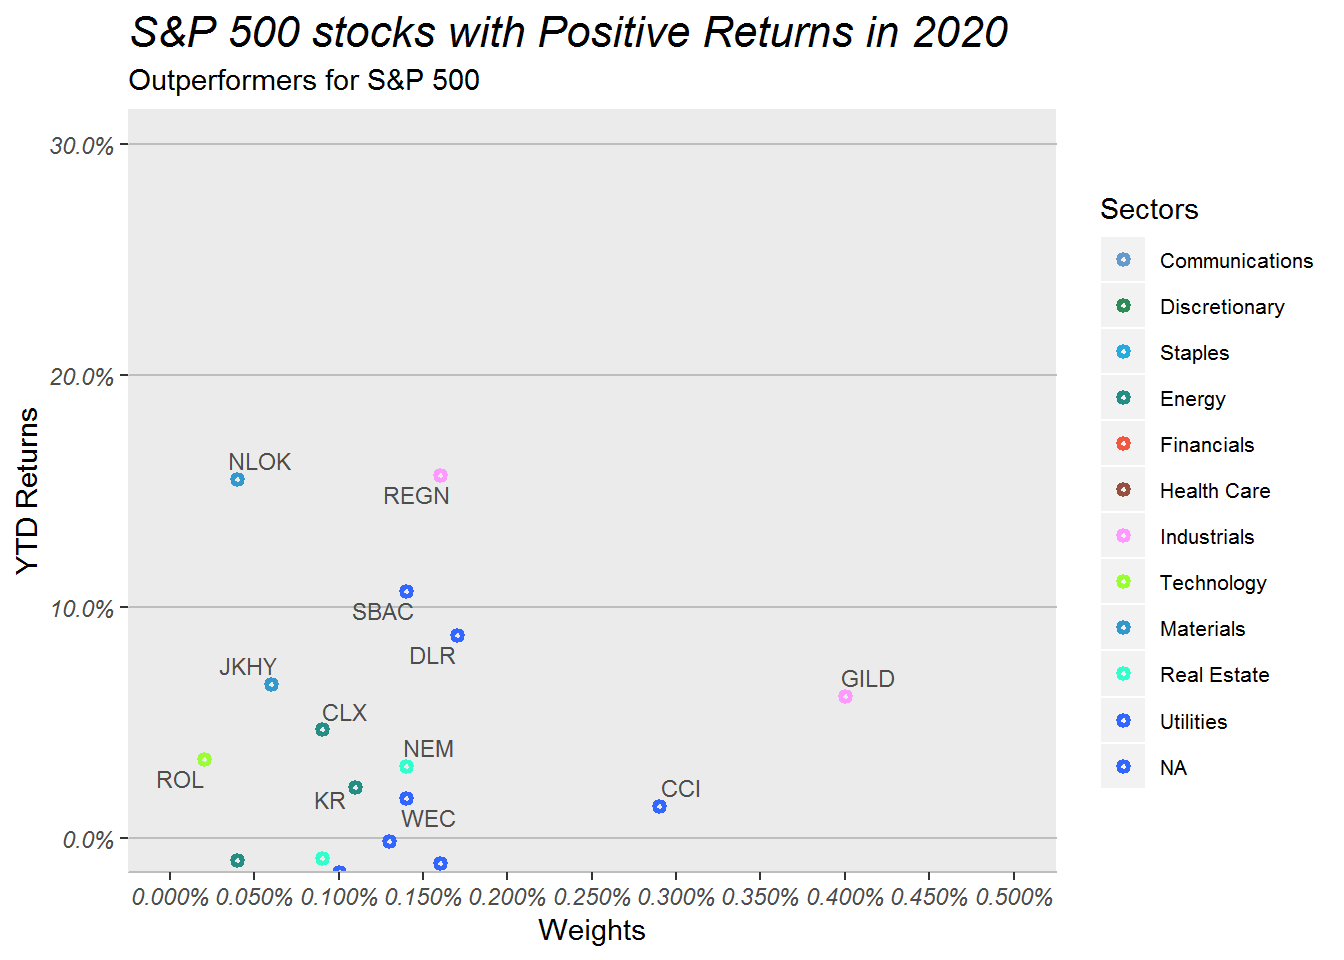 S&P 500 stocks with Positive Returns in 2020
Outperformers for S&P 500
30.0%
20.0%
10.0%
0.0%
YTD Returns
NLOK
REGN
SBAC
DLR
JKHY
GILD
CLX
NEM
ROL
KR
CCI
WEC
0.000% 0.050% 0.100% 0.150% 0.200% 0.250% 0.300% 0.350% 0.400% 0.450% 0.500%
Weights
Sectors
Communications
Discretionary
Staples
Energy
Financials
Health Care
Industrials
Technology
Materials
Real Estate
Utilities
NA